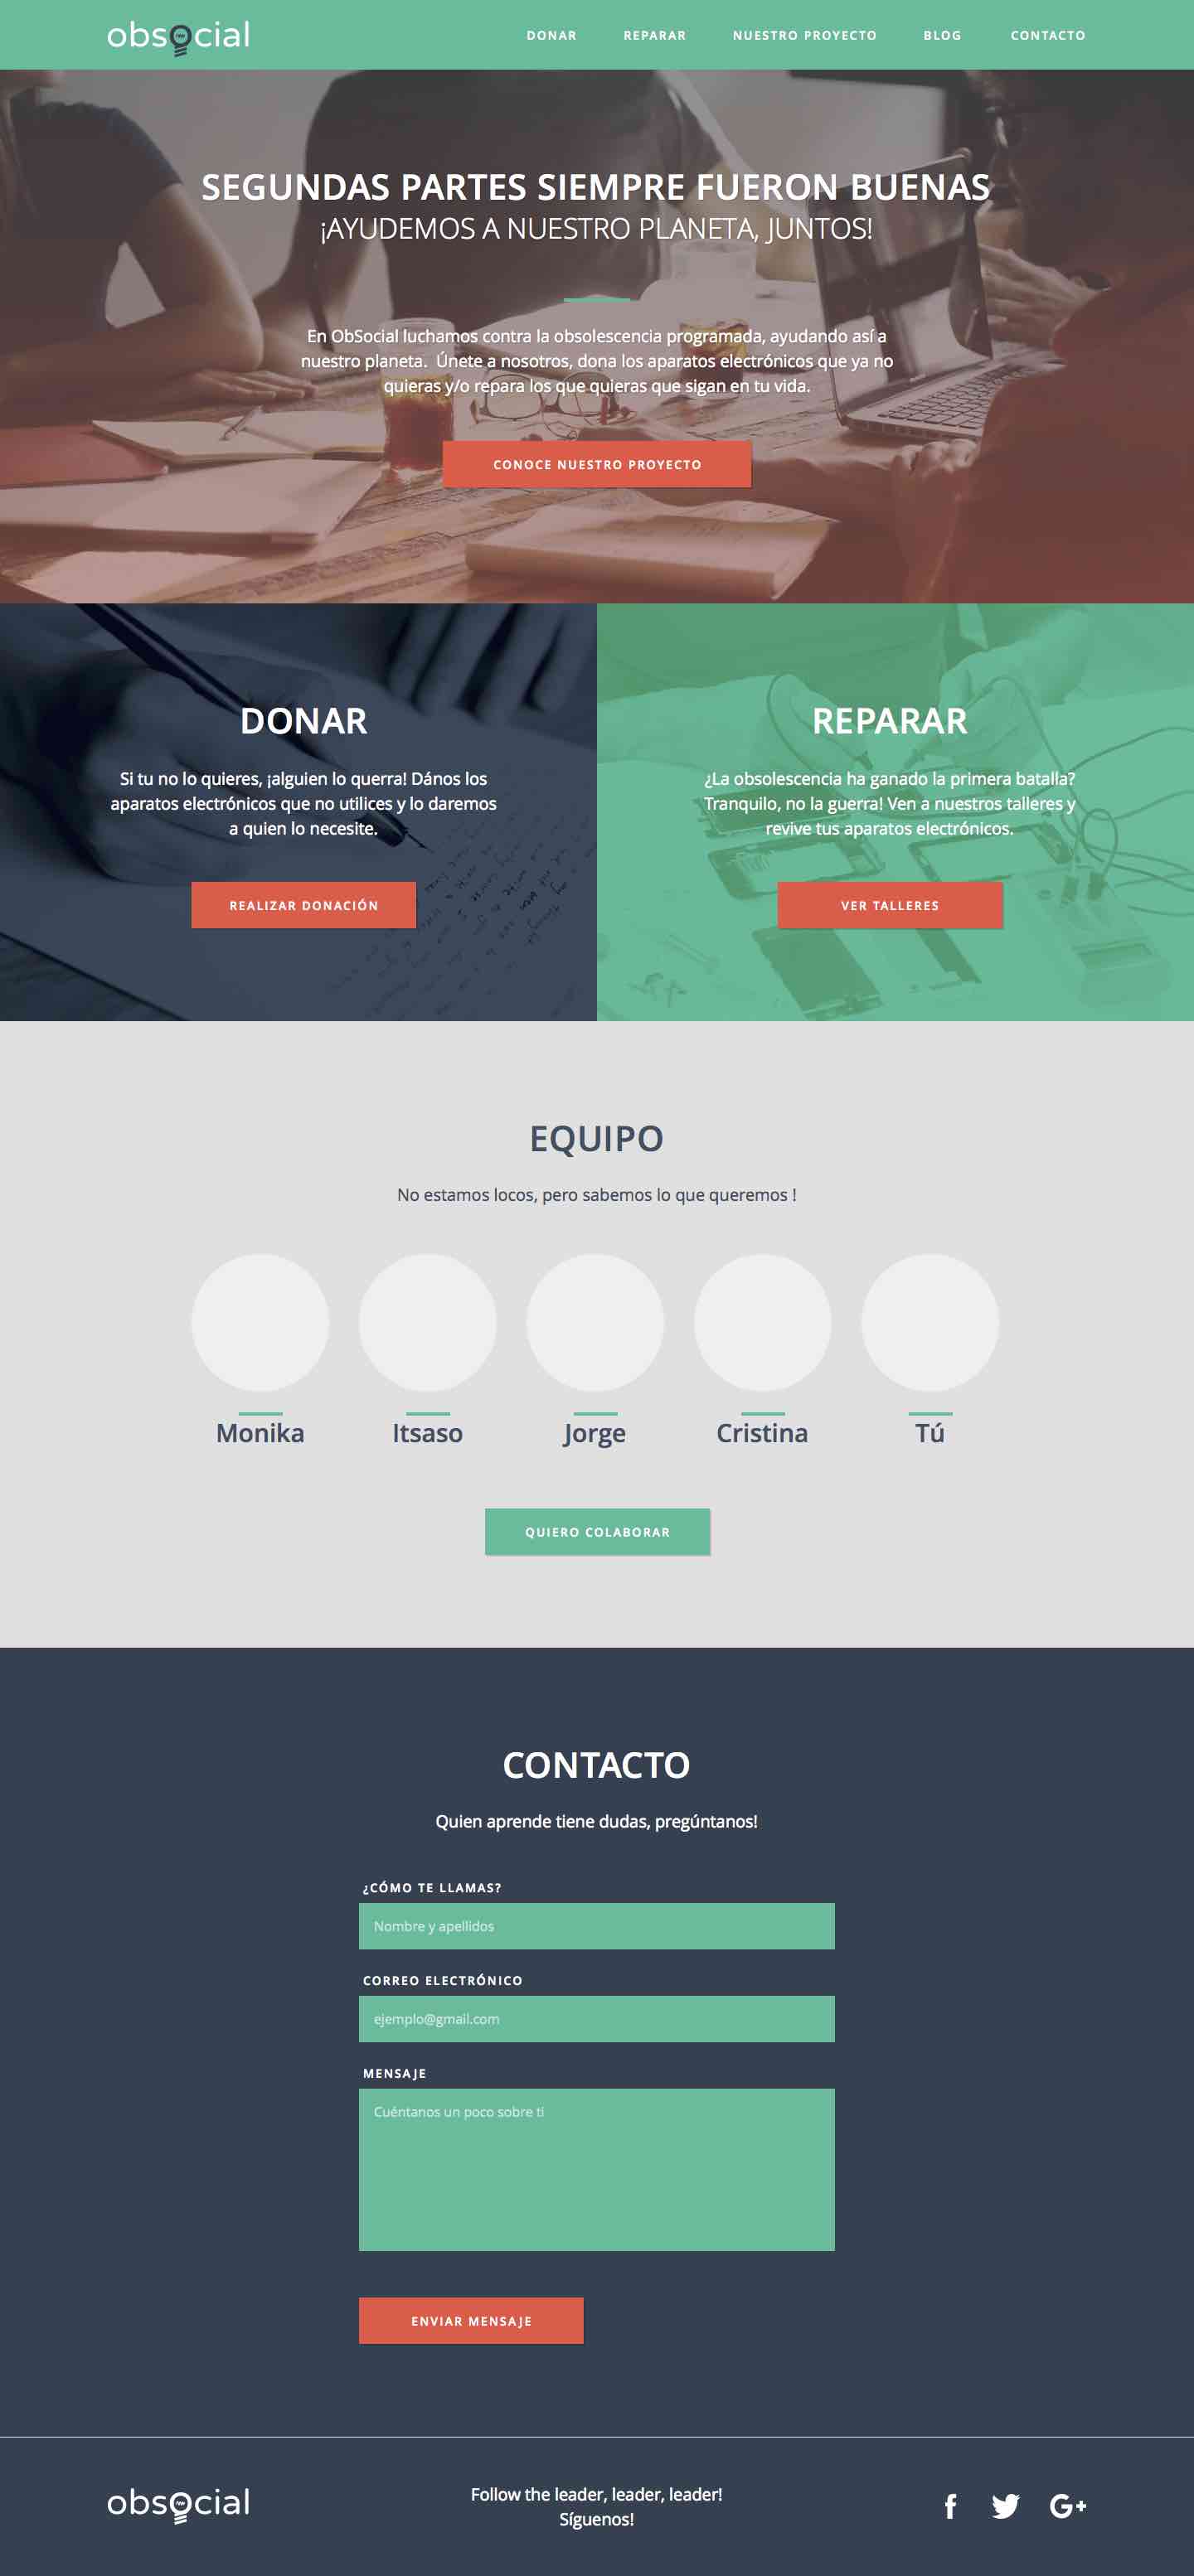 obsocial
DONAR REPARAR NUESTRO PROYECTO BLOG CONTACTO
SEGUNDAS PARTES SIEMPRE FUERON BUENAS
¡AYUDEMOS A NUESTRO PLANETA, JUNTOS!
En ObSocial luchamos contra la obsolescencia programada, ayudando así a
nuestro planeta. Únete a nosotros, dona los aparatos electrónicos que ya no
quieras y/o repara los que quieras que sigan en tu vida.
CONOCE NUESTRO PROYECTO
DONAR
Si tu no lo quieres, ¡alguien lo querra! Dános los
aparatos electrónicos que no utilices y lo daremos
a quien lo necesite.
REALIZAR DONACIÓN
REPARAR
¿La obsolescencia ha ganado la primera batalla?
Tranquilo, no la guerra! Ven a nuestros talleres y
revive tus aparatos electrónicos.
VER TALLERES
EQUIPO
No estamos locos, pero sabemos lo que queremos !
Monika Itsaso Jorge Cristina Tú
QUIERO COLABORAR
CONTACTO
Quien aprende tiene dudas, pregúntanos!
¿CÓMO TE LLAMAS?
Nombre y apellidos
CORREO ELECTRÓNICO
ejemplo@gmail.com
MENSAJE
Cuéntanos un poco sobre ti
ENVIAR MENSAJE
obsocial
Follow the leader, leader, leader!
Síguenos!
f G+